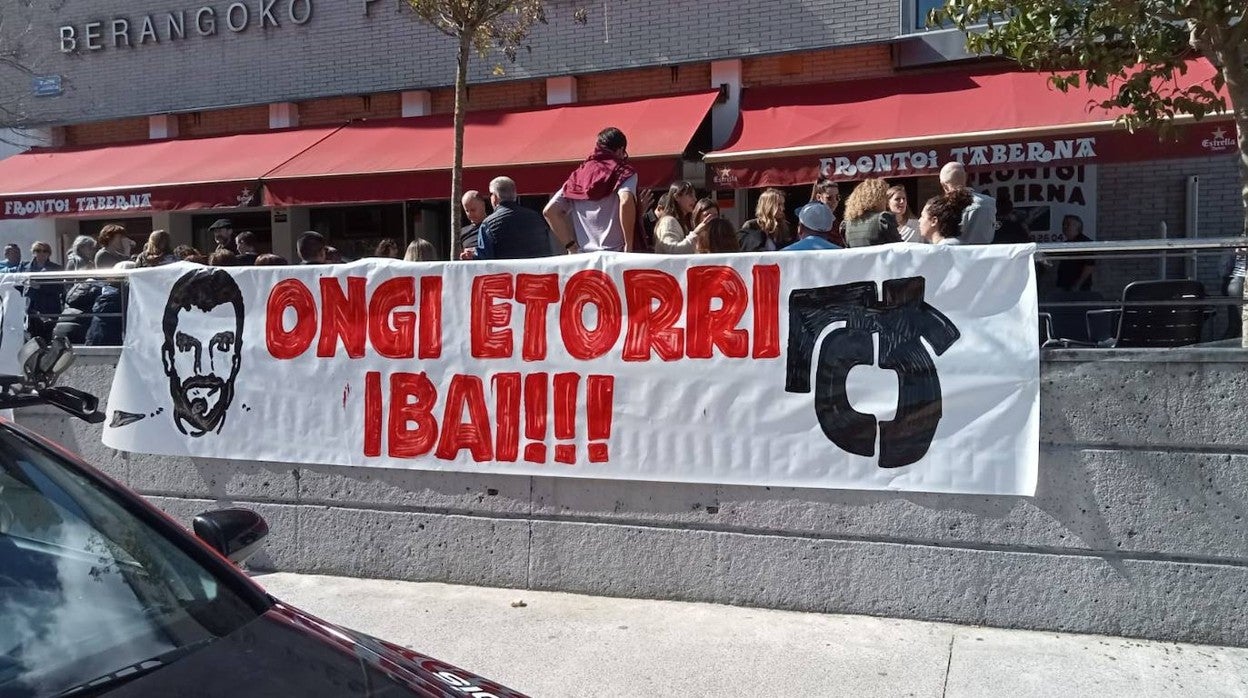 BERANGOKO P
FRONTOi TABERNA
FRONTOi TABERNA
Estrella
FRONTOi
TABERNA
ONGI ETORRI
IBAI!!!